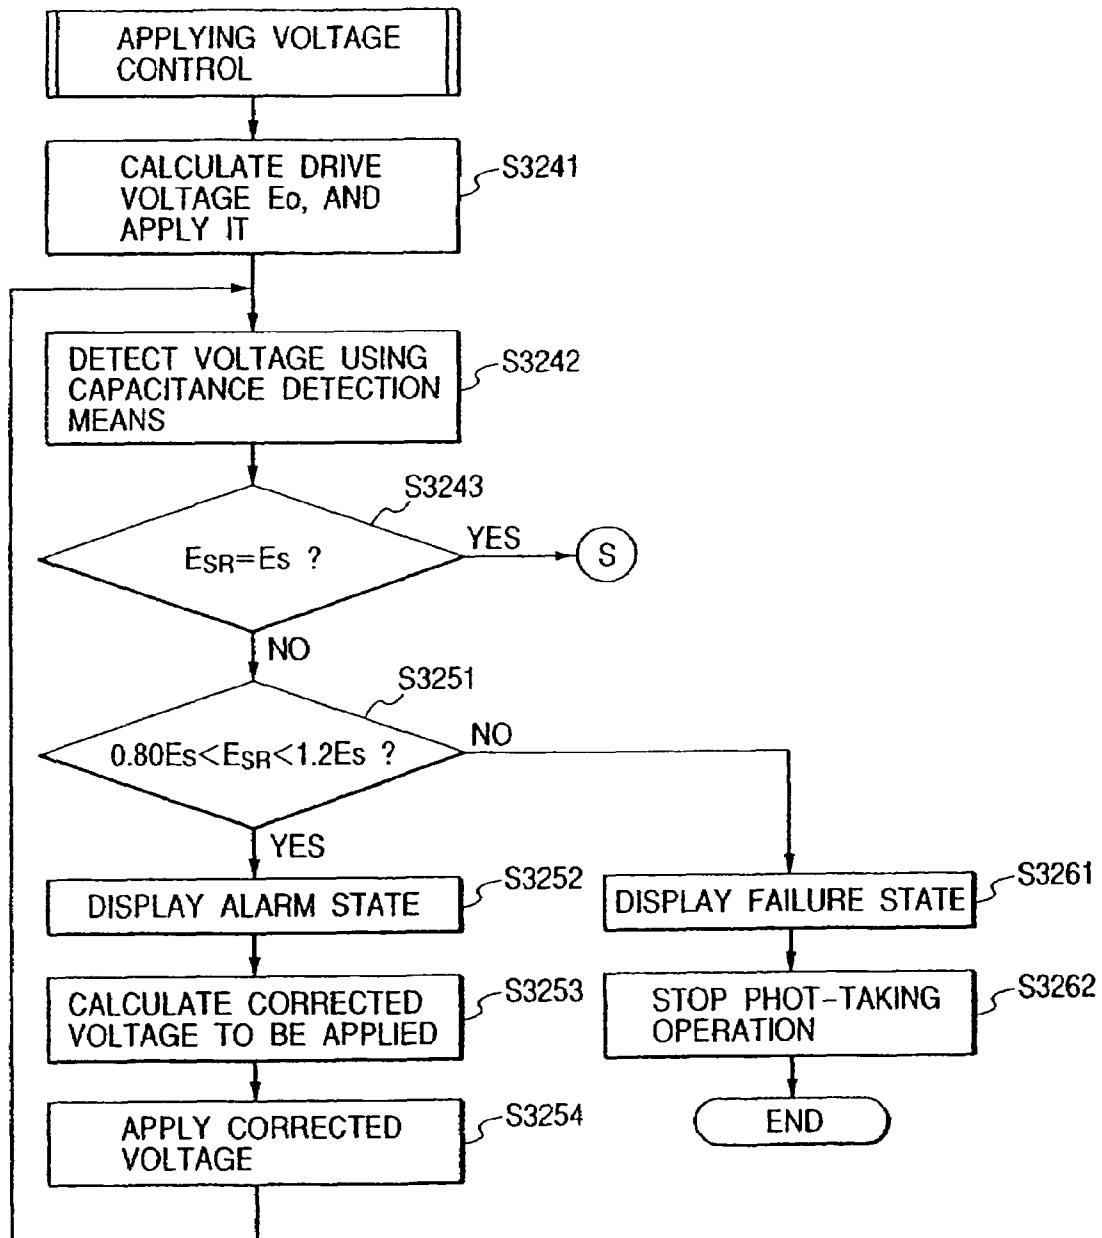 APPLYING VOLTAGE
CONTROL
CALCULATE DRIVE
VOLTAGE Eo, AND
APPLY IT
S3241
DETECT VOLTAGE USING
CAPACITANCE DETECTION
MEANS
S3242
S3243
ESR=Es ?
YES
S
NO
S3251
0.80Es<ESR<1.2Es ?
NO
YES
DISPLAY ALARM STATE
S3252
DISPLAY FAILURE STATE
S3261
CALCULATE CORRECTED
VOLTAGE TO BE APPLIED
S3253
STOP PHOT-TAKING
OPERATION
S3262
APPLY CORRECTED
VOLTAGE
S3254
END